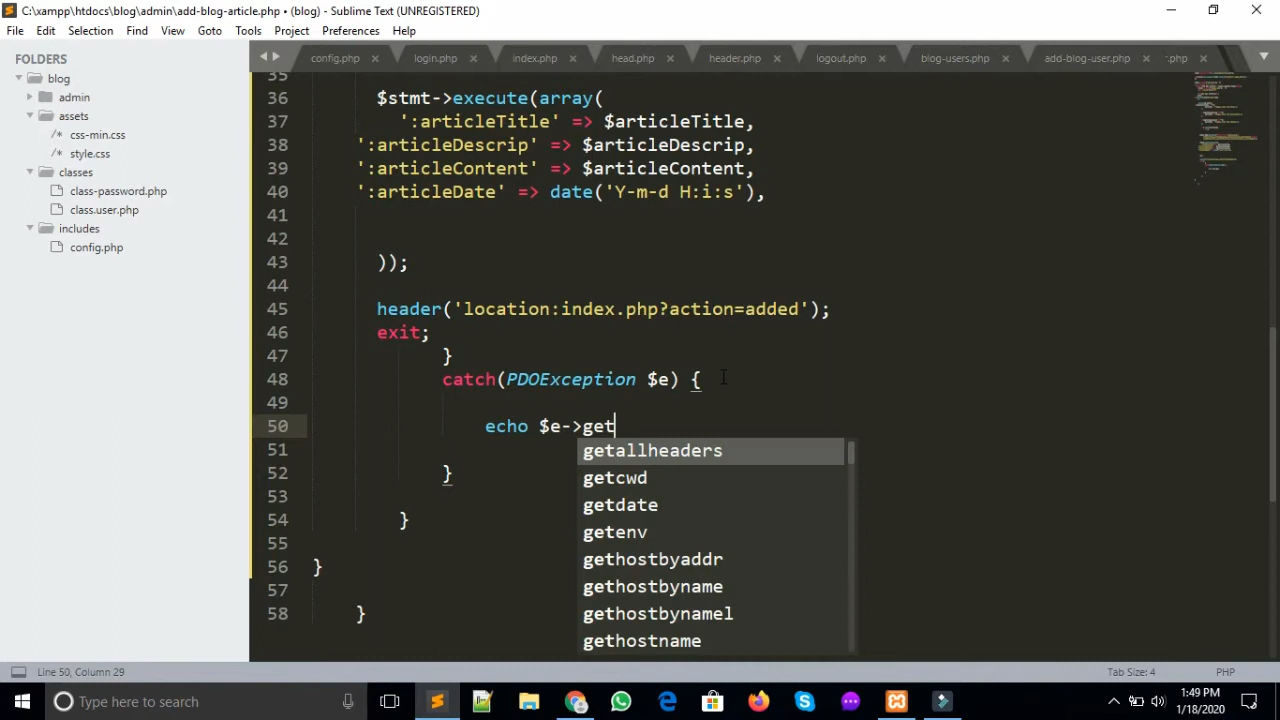 C:\xampp\htdocs\blog\admin\add-blog-article.php • (blog) - Sublime Text (UNREGISTERED)
File Edit Selection Find View Goto Tools Project Preferences Help
FOLDERS
blog
admin
assets
/* css-min.css
/* style.css
classes
class-password.php
class.user.php
includes
config.php
config.php login.php index.php head.php header.php logout.php blog-users.php add-blog-user.php .php
35
36 $stmt->execute(array(
37 ':articleTitle' => $articleTitle,
38 ':articleDescrip' => $articleDescrip,
39 ':articleContent' => $articleContent,
40 ':articleDate' => date('Y-m-d H:i:s'),
41
42
43 ));
44
45 header('location:index.php?action=added');
46 exit;
47 }
48 catch(PDOException $e) {
49
50 echo $e->get
51
52 }
53
54 }
55
56 }
57
58 }
getallheaders
getcwd
getdate
getenv
gethostbyaddr
gethostbyname
gethostbynamel
gethostname
Line 50, Column 29 Tab Size: 4 PHP
Type here to search
1:49 PM
1/18/2020